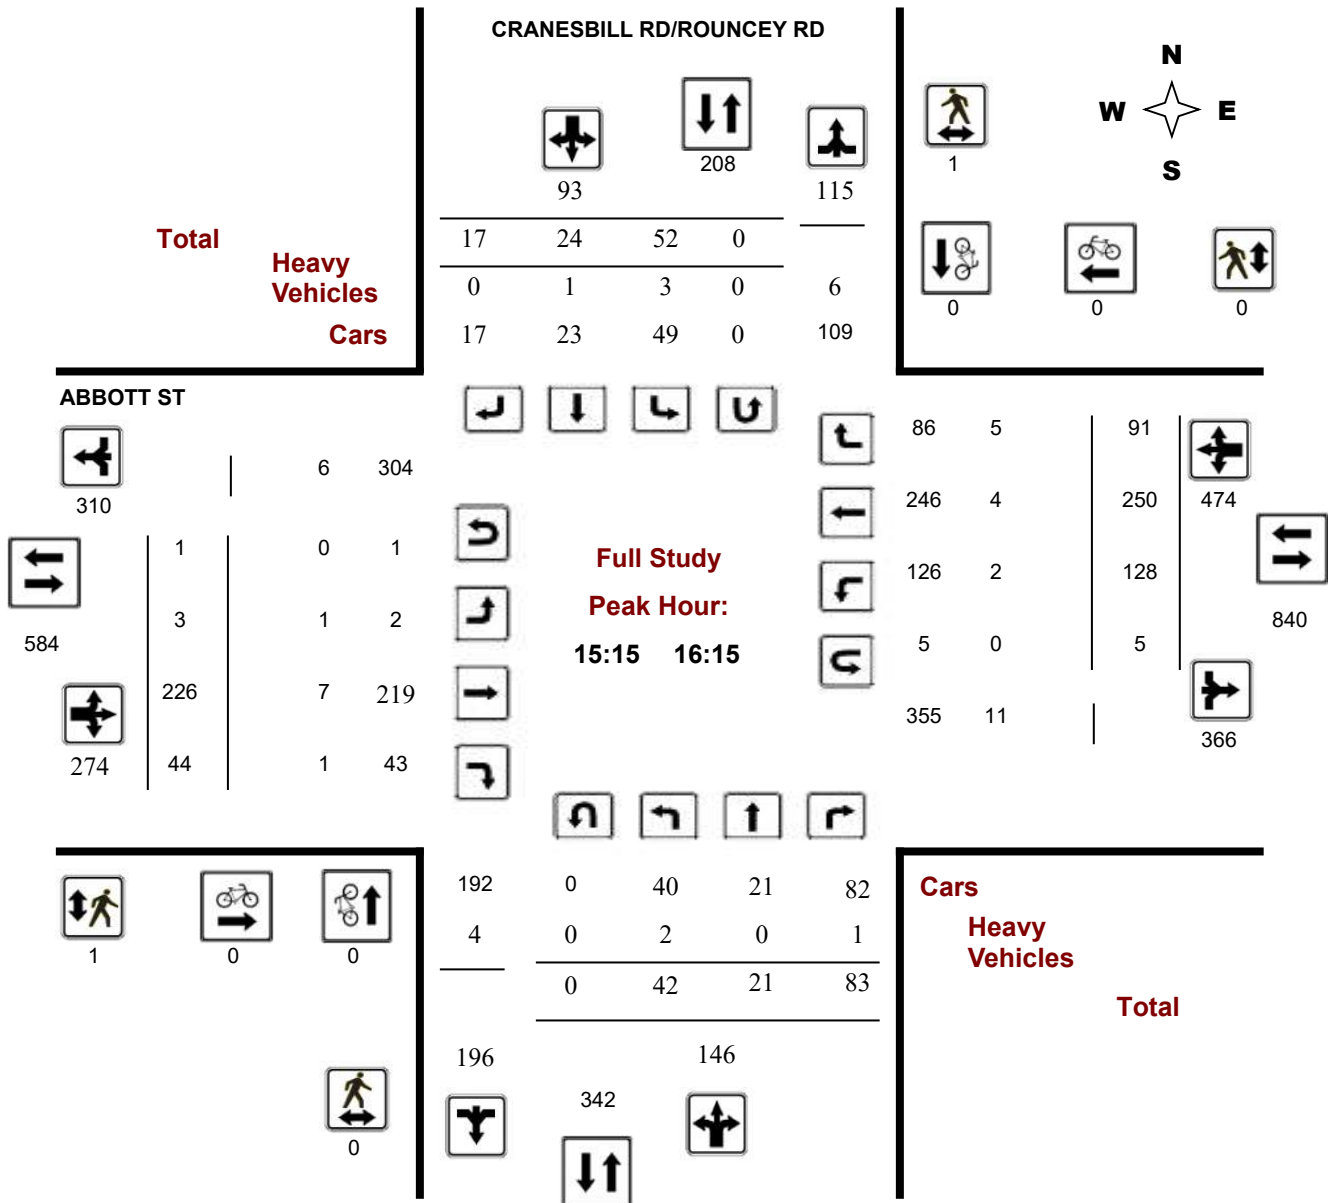 CRANESBILL RD/ROUNCEY RD
N
W E
S
208
1
93 115
Total 17 24 52 0
Heavy
Vehicles 0 1 3 0 6
Cars 17 23 49 0 109
0 0 0
ABBOTT ST
86 5 91
6 304
310
246 4 250 474
1 0 1
Full Study
126 2 128
3 1 2
Peak Hour:
840
584
15:15 16:15
5 0 5
226 7 219
355 11
366
274 44 1 43
192 0 40 21 82 Cars
4 0 2 0 1 Heavy
Vehicles
1 0 0
0 42 21 83
Total
196 146
342
0